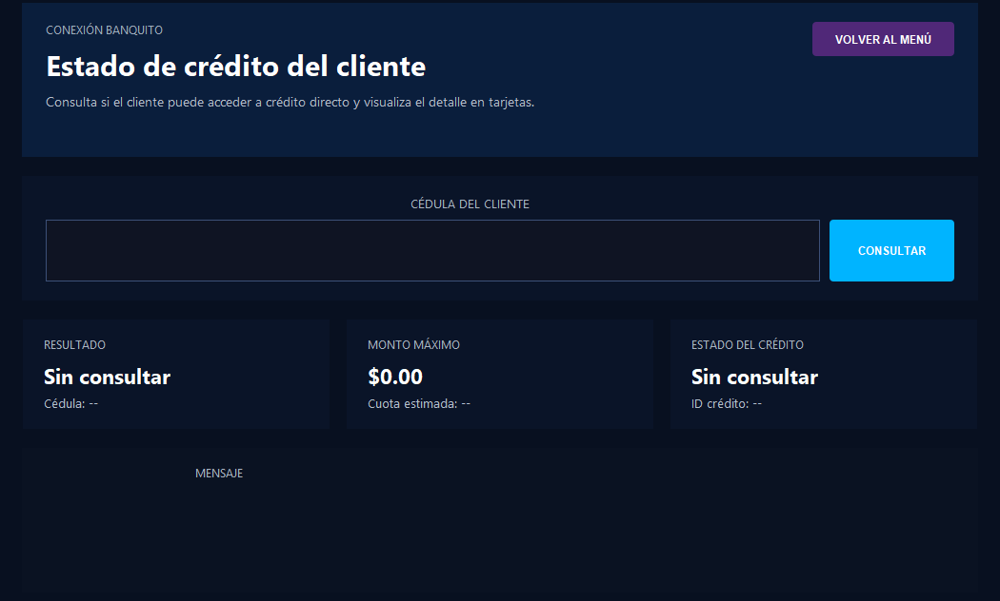 CONEXIÓN BANQUITO
VOLVER AL MENÚ
Estado de crédito del cliente
Consulta si el cliente puede acceder a crédito directo y visualiza el detalle en tarjetas.
CÉDULA DEL CLIENTE
CONSULTAR
RESULTADO
Sin consultar
Cédula: --
MONTO MÁXIMO
$0.00
Cuota estimada: --
ESTADO DEL CRÉDITO
Sin consultar
ID crédito: --
MENSAJE